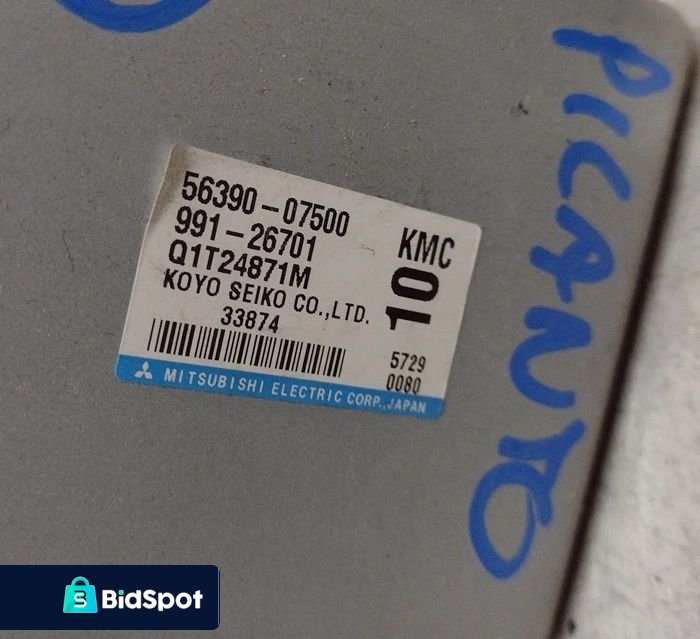 56390-07500
991-26701
Q1T24871M
KOYO SEIKO CO.,LTD.
33874
KMC
10
5729
0080
MITSUBISHI ELECTRIC CORP.,JAPAN
PICANTO
BidSpot